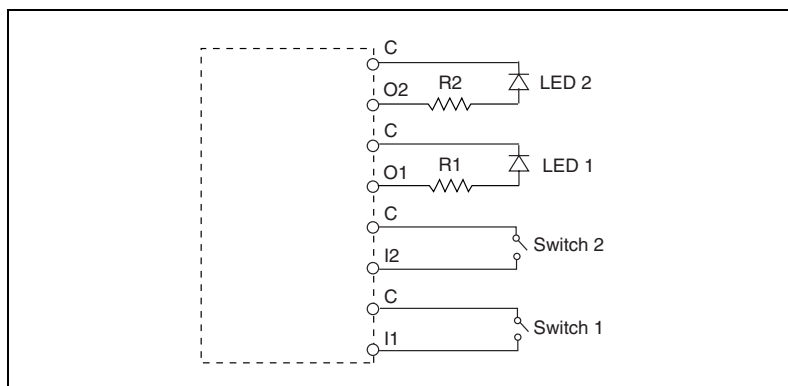 C
R2
LED 2
O2
C
R1
LED 1
O1
C
Switch 2
I2
C
Switch 1
I1